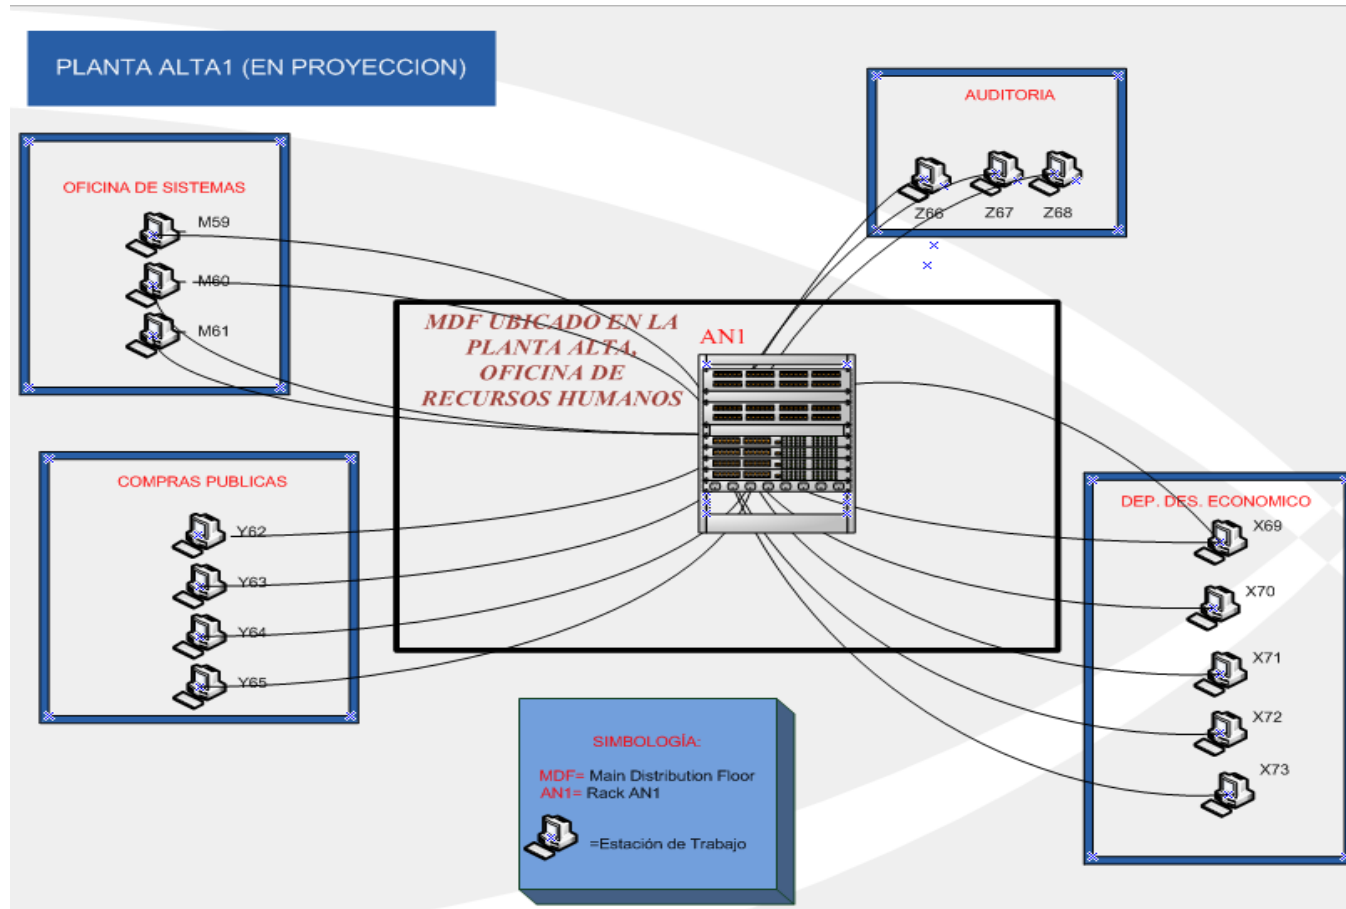 PLANTA ALTA1 (EN PROYECCION)
AUDITORIA
Z66
Z67
Z68
OFICINA DE SISTEMAS
M59
M60
M61
MDF UBICADO EN LA
PLANTA ALTA,
OFICINA DE
RECURSOS HUMANOS
AN1
COMPRAS PUBLICAS
Y62
Y63
Y64
Y65
DEP. DES. ECONOMICO
X69
X70
X71
X72
X73
SIMBOLOGÍA:
MDF= Main Distribution Floor
AN1= Rack AN1
=Estación de Trabajo